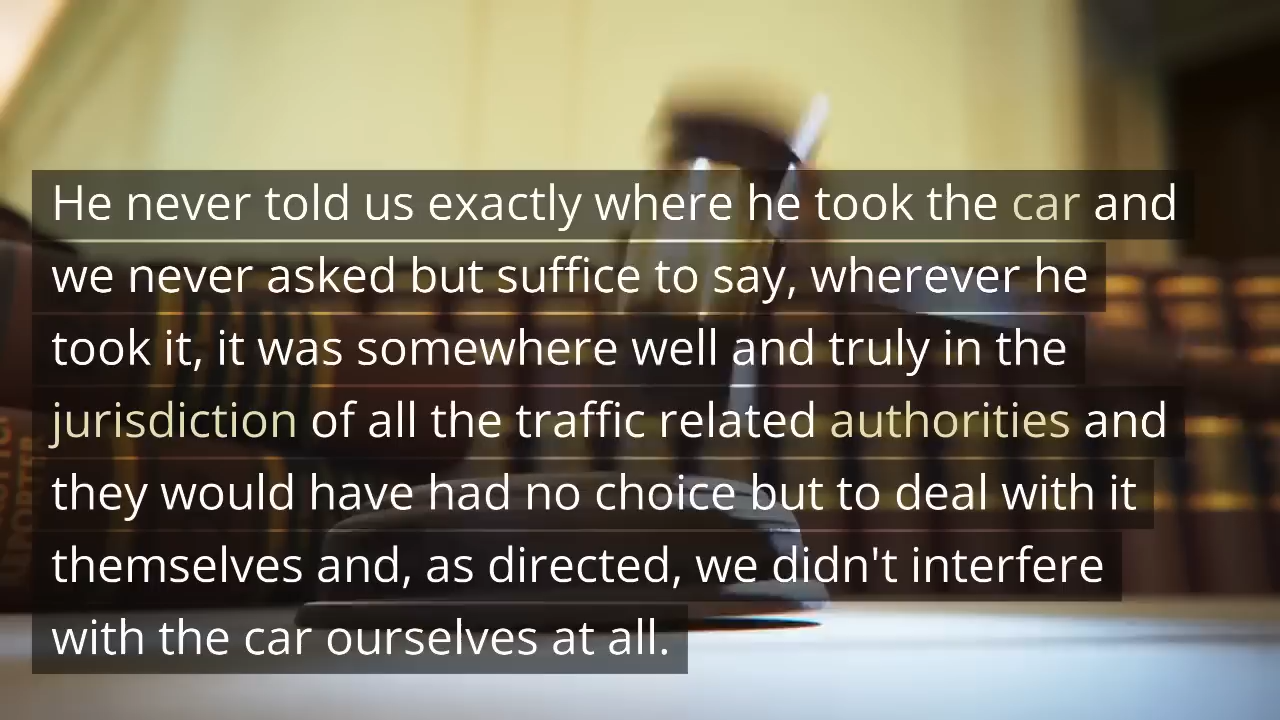 He never told us exactly where he took the car and
we never asked but suffice to say, wherever he
took it, it was somewhere well and truly in the
jurisdiction of all the traffic related authorities and
they would have had no choice but to deal with it
themselves and, as directed, we didn't interfere
with the car ourselves at all.